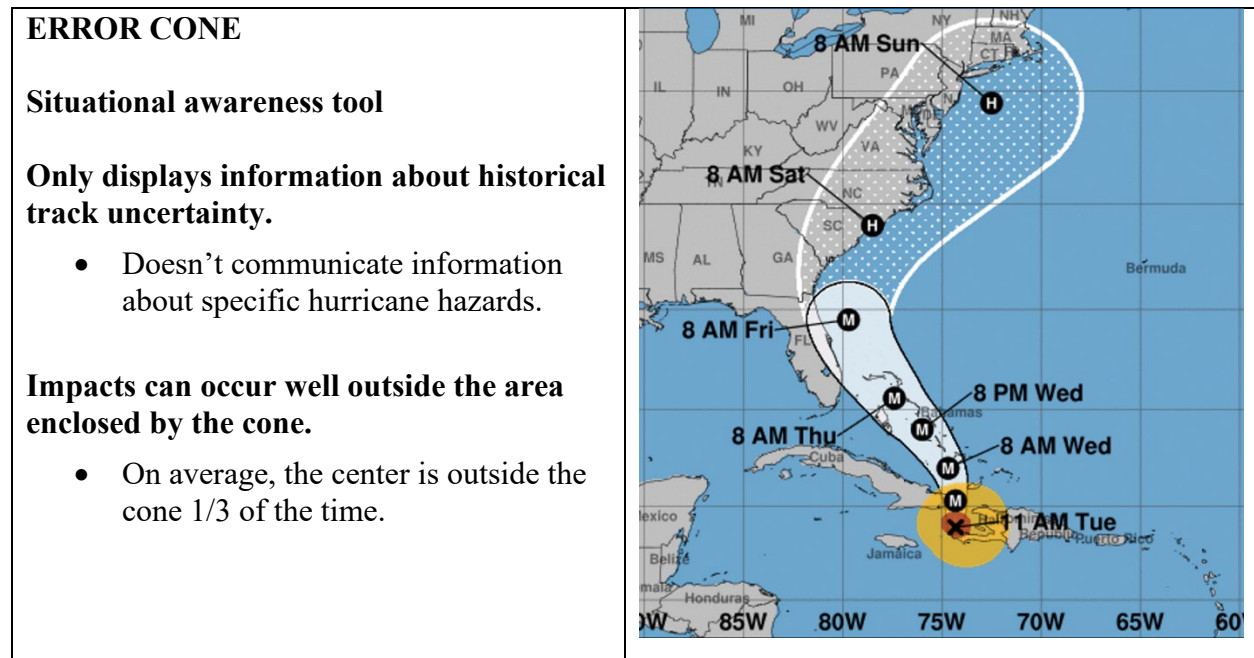 ERROR CONE
Situational awareness tool
Only displays information about historical
track uncertainty.
• Doesn’t communicate information
about specific hurricane hazards.
Impacts can occur well outside the area
enclosed by the cone.
• On average, the center is outside the
cone 1/3 of the time.
MI
NY
NH
8 AM Sun
MA
CT
PA
IL
IN
OH
H
WV
VA
KY
8 AM Sat
NC
H
SC
MS
AL
GA
Bermuda
8 AM Fri
M
FL
M
8 PM Wed
Bahamas
M
8 AM Thu
8 AM Wed
Cuba
M
M
11 AM Tue
Puerto Rico
Jamaica
Belize
Honduras
85W
80W
75W
70W
65W